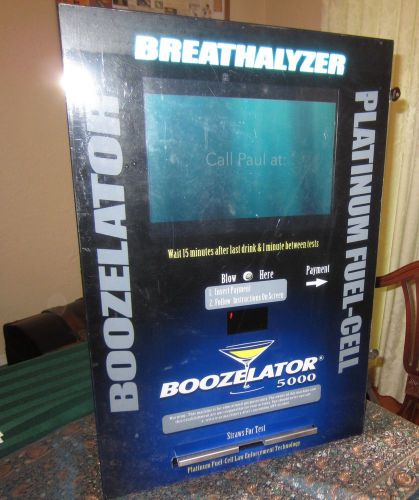 BREATHALYZER
BOOZELATOR
PLATINUM FUEL-CELL
Call Paul at:
Wait 15 minutes after last drink & 1 minute between tests
Blow Here
Payment
1. Insert Payment
2. Follow Instructions On Screen
BOOZELATOR®
5000
Straws For Test
Platinum Fuel-Cell Law Enforcement Technology